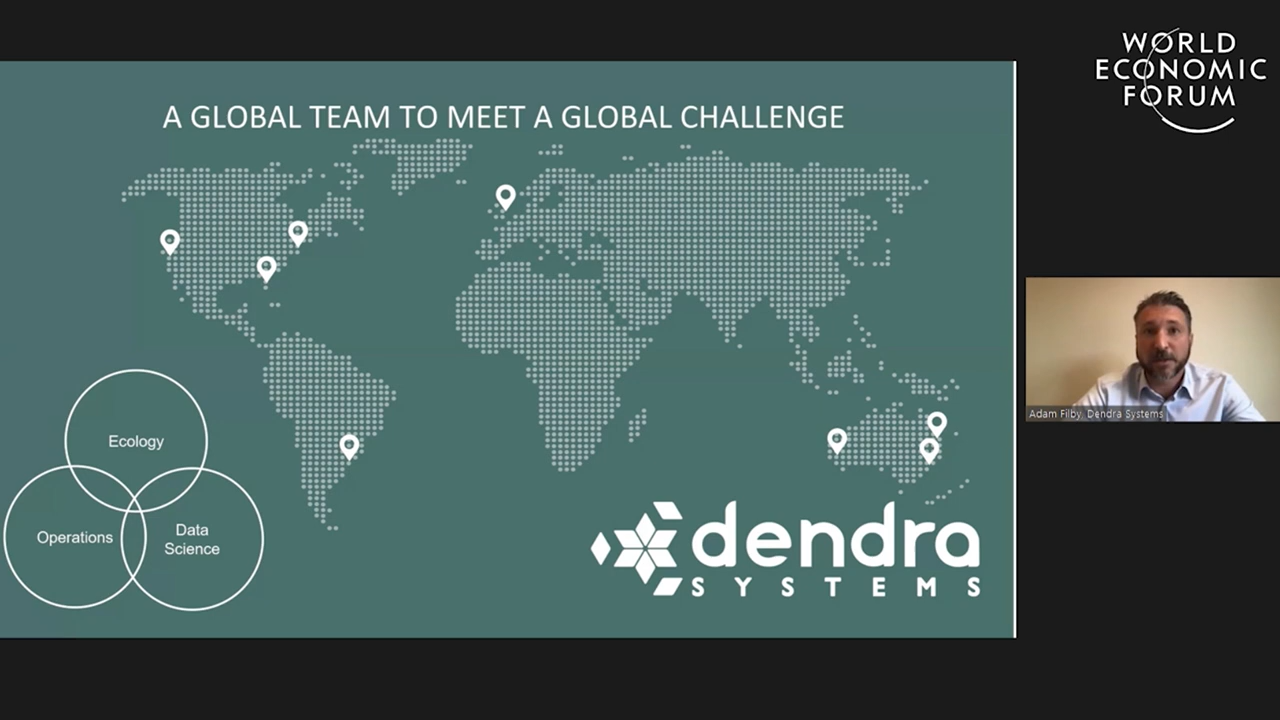 WORLD
ECONOMIC
FORUM
A GLOBAL TEAM TO MEET A GLOBAL CHALLENGE
Ecology
Operations
Data
Science
dendra
SYSTEMS
Adam Filby, Dendra Systems